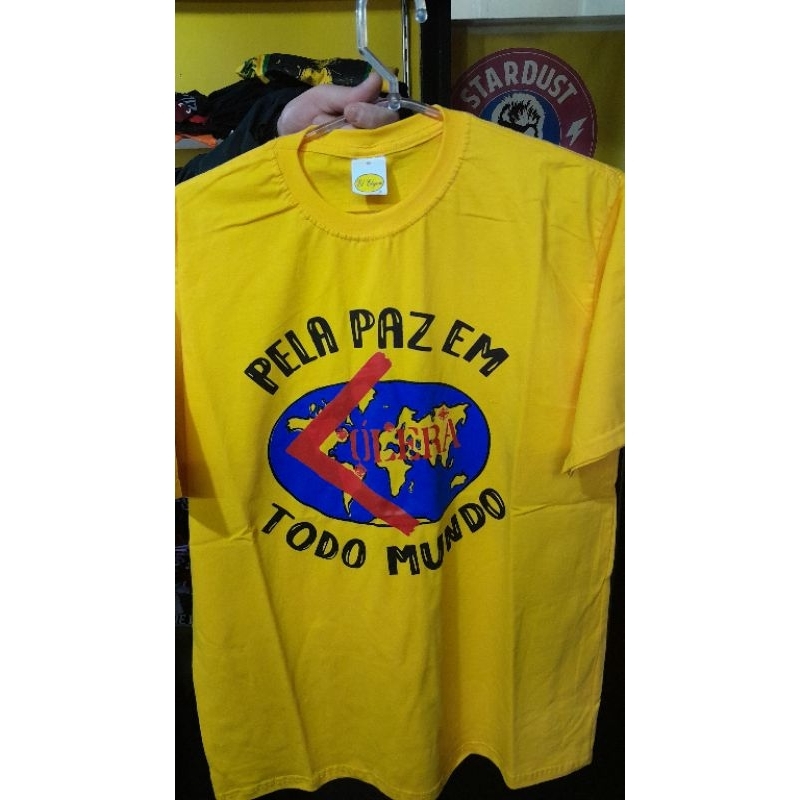 STARDUST
PELA PAZ EM
CÓLERA
TODO MUNDO